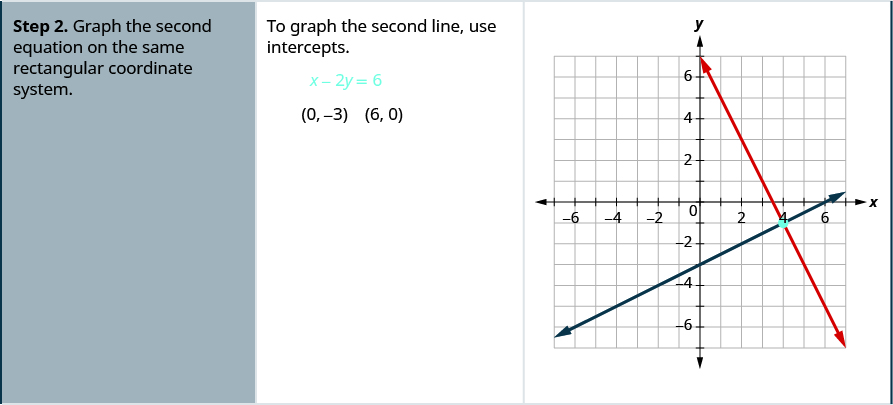 Step 2. Graph the second
equation on the same
rectangular coordinate
system.
To graph the second line, use
intercepts.
x – 2y = 6
(0, –3) (6, 0)
y
6
4
2
0
–6 –4 –2 2 4 6 x
–2
–4
–6